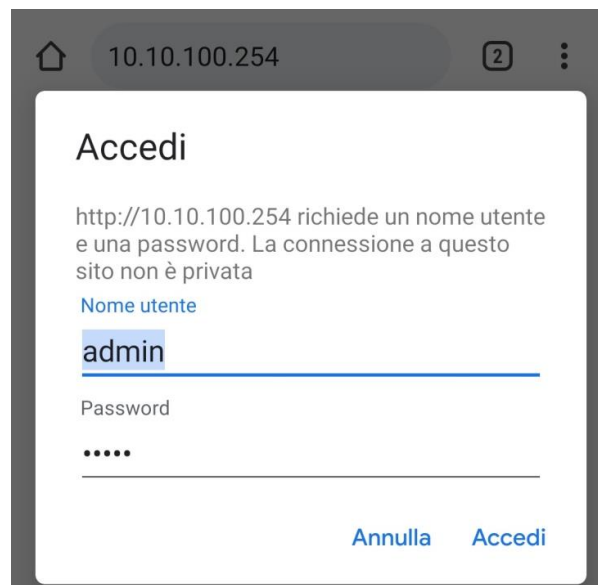 10.10.100.254
2
Accedi
http://10.10.100.254 richiede un nome utente
e una password. La connessione a questo
sito non è privata
Nome utente
admin
Password
•••••
Annulla
Accedi